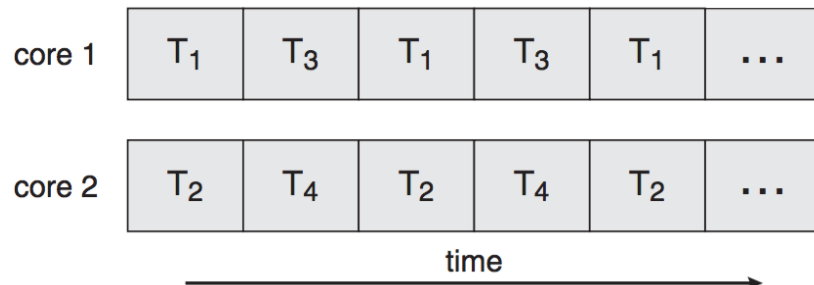 core 1 T₁ T₃ T₁ T₃ T₁ ...
core 2 T₂ T₄ T₂ T₄ T₂ ...
time